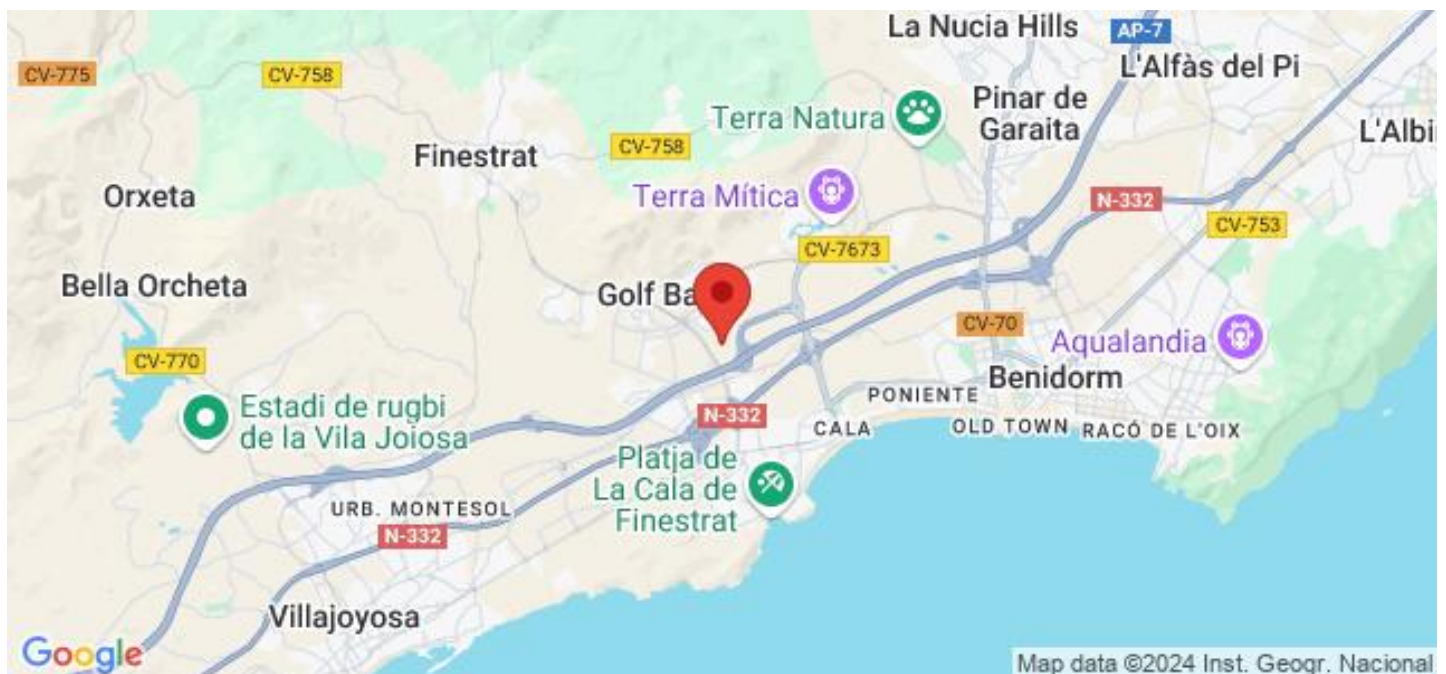 La Nucia Hills
AP-7
CV-775
CV-758
L'Alfàs del Pi
Terra Natura
Pinar de
Garaita
Finestrat
CV-758
L'Albi
Orxeta
Terra Mítica
N-332
CV-753
CV-7673
Bella Orcheta
Golf Ba
CV-70
Aqualandia
CV-770
Benidorm
PONIENTE
Estadi de rugbi
de la Vila Joiosa
N-332
CALA
OLD TOWN
RACÓ DE L'OIX
Platja de
La Cala de
Finestrat
URB. MONTESOL
N-332
Villajoyosa
Google
Map data ©2024 Inst. Geogr. Nacional